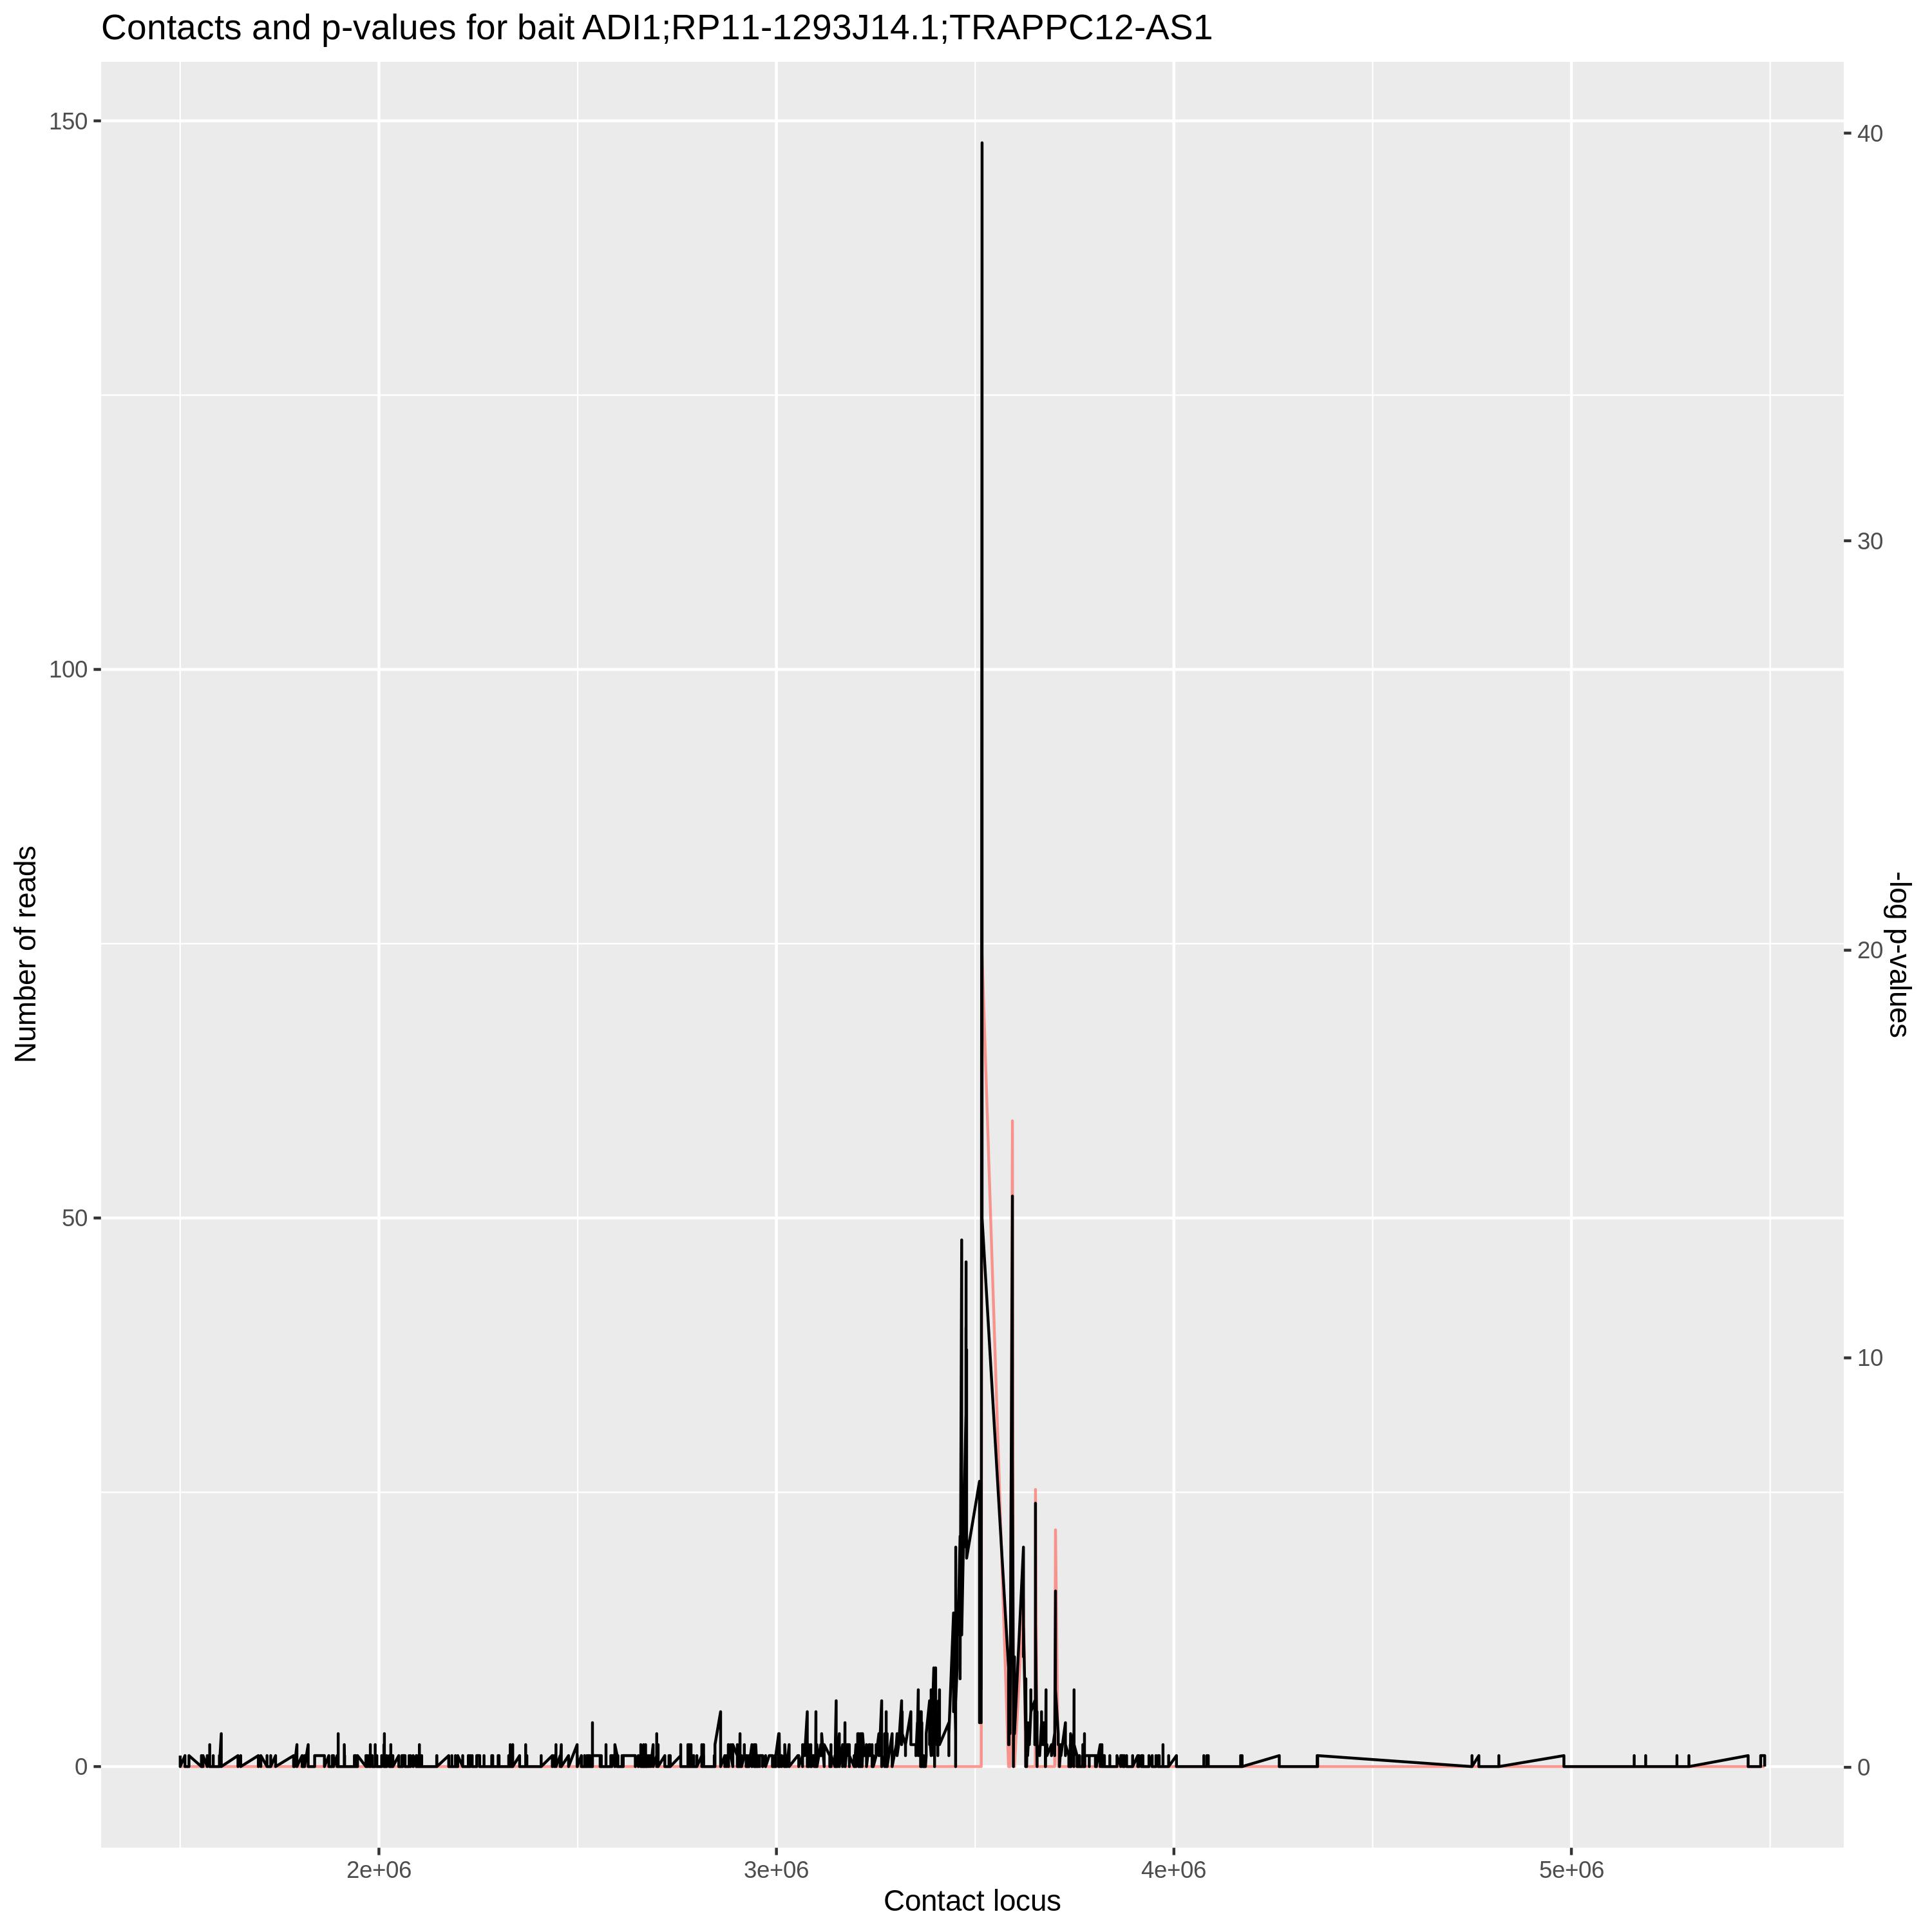 Contacts and p-values for bait ADI1;RP11-1293J14.1;TRAPPC12-AS1
150
100
50
0
Number of reads
40
30
20
10
0
-log p-values
2e+06
3e+06
4e+06
5e+06
Contact locus